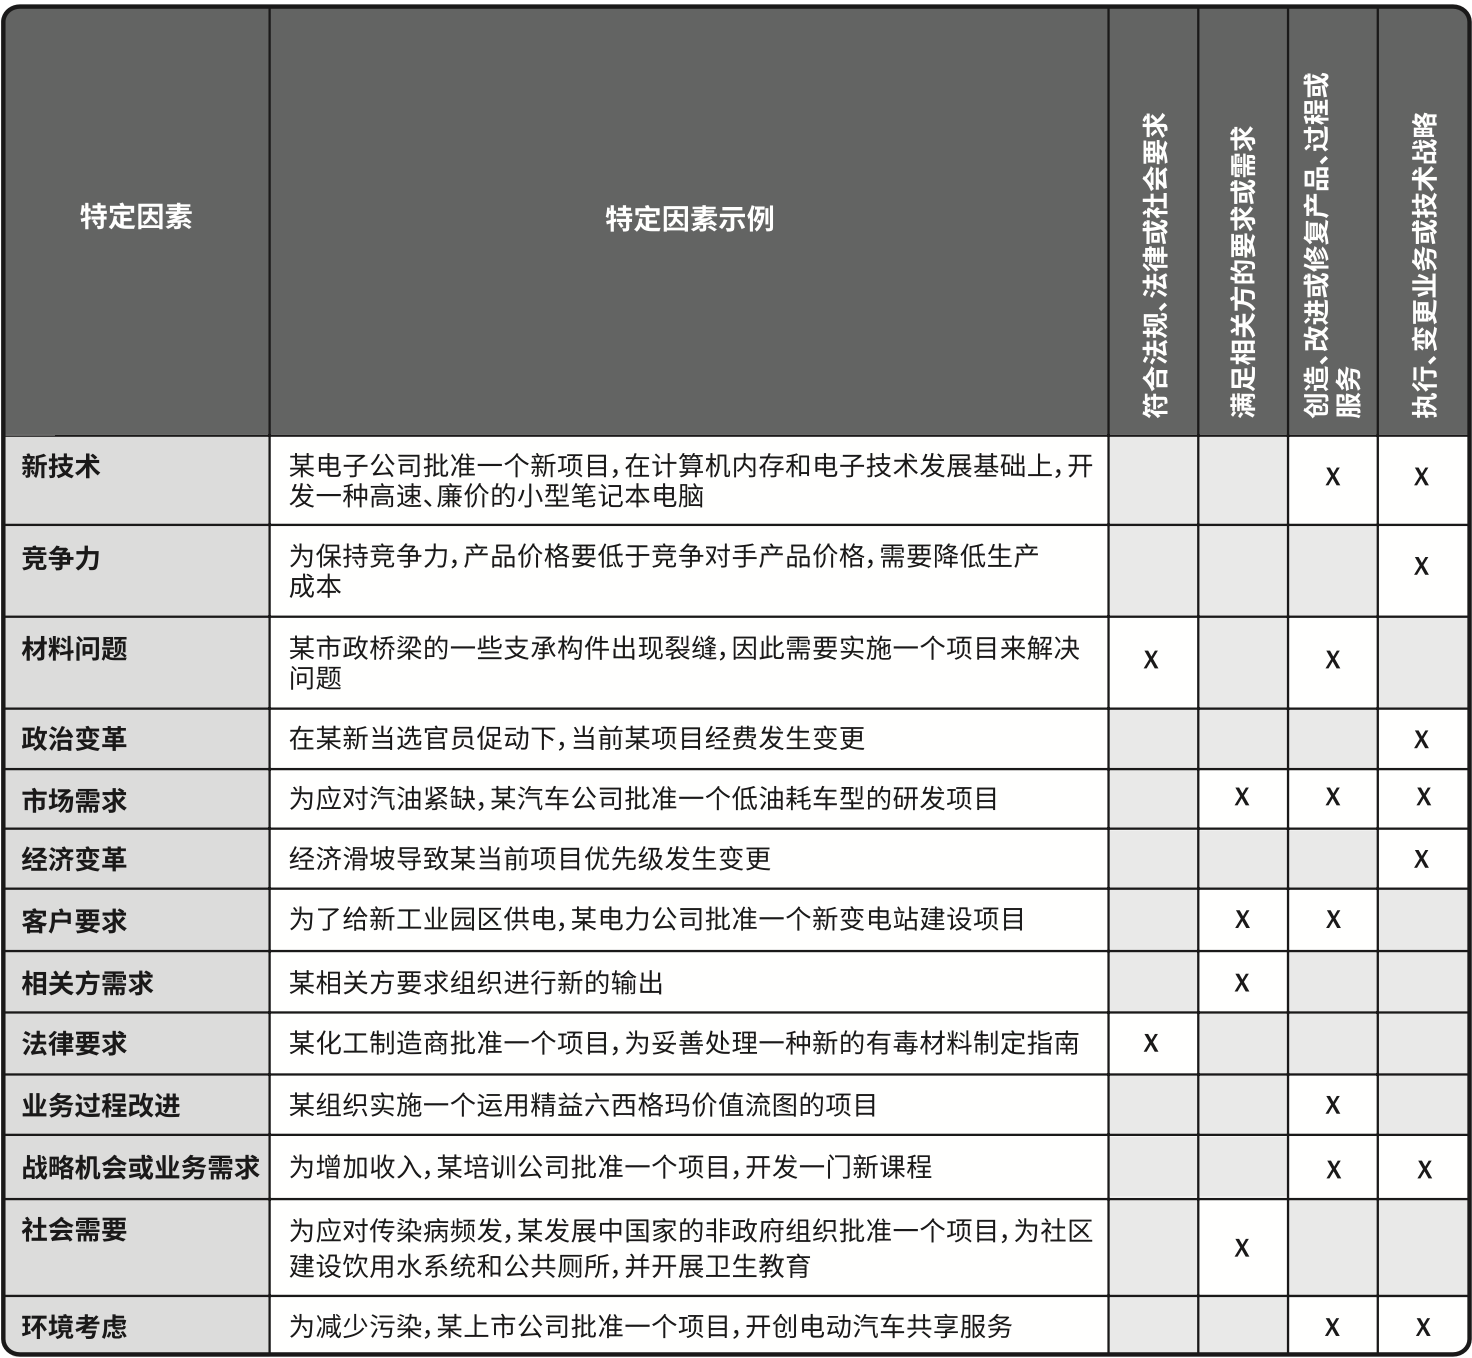 特定因素
特定因素示例
符合法规、法律或社会要求
满足相关方的要求或需求
创造、改进或修复产品、过程或
服务
执行、变更业务或技术战略
新技术
某电子公司批准一个新项目，在计算机内存和电子技术发展基础上，开
发一种高速、廉价的小型笔记本电脑
X X
竞争力
为保持竞争力，产品价格要低于竞争对手产品价格，需要降低生产
成本
X
材料问题
某市政桥梁的一些支承构件出现裂缝，因此需要实施一个项目来解决
问题
X X
政治变革
在某新当选官员促动下，当前某项目经费发生变更
X
市场需求
为应对汽油紧缺，某汽车公司批准一个低油耗车型的研发项目
X X X
经济变革
经济滑坡导致某当前项目优先级发生变更
X
客户要求
为了给新工业园区供电，某电力公司批准一个新变电站建设项目
X X
相关方需求
某相关方要求组织进行新的输出
X
法律要求
某化工制造商批准一个项目，为妥善处理一种新的有毒材料制定指南
X
业务过程改进
某组织实施一个运用精益六西格玛价值流图的项目
X
战略机会或业务需求
为增加收入，某培训公司批准一个项目，开发一门新课程
X X
社会需要
为应对传染病频发，某发展中国家的非政府组织批准一个项目，为社区
建设饮用水系统和公共厕所，并开展卫生教育
X
环境考虑
为减少污染，某上市公司批准一个项目，开创电动汽车共享服务
X X